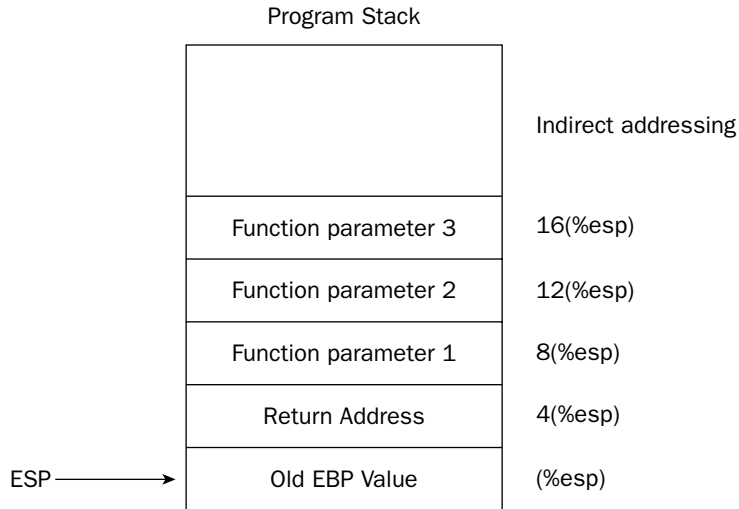 Program Stack
Indirect addressing
Function parameter 3 16(%esp)
Function parameter 2 12(%esp)
Function parameter 1 8(%esp)
Return Address 4(%esp)
ESP Old EBP Value (%esp)